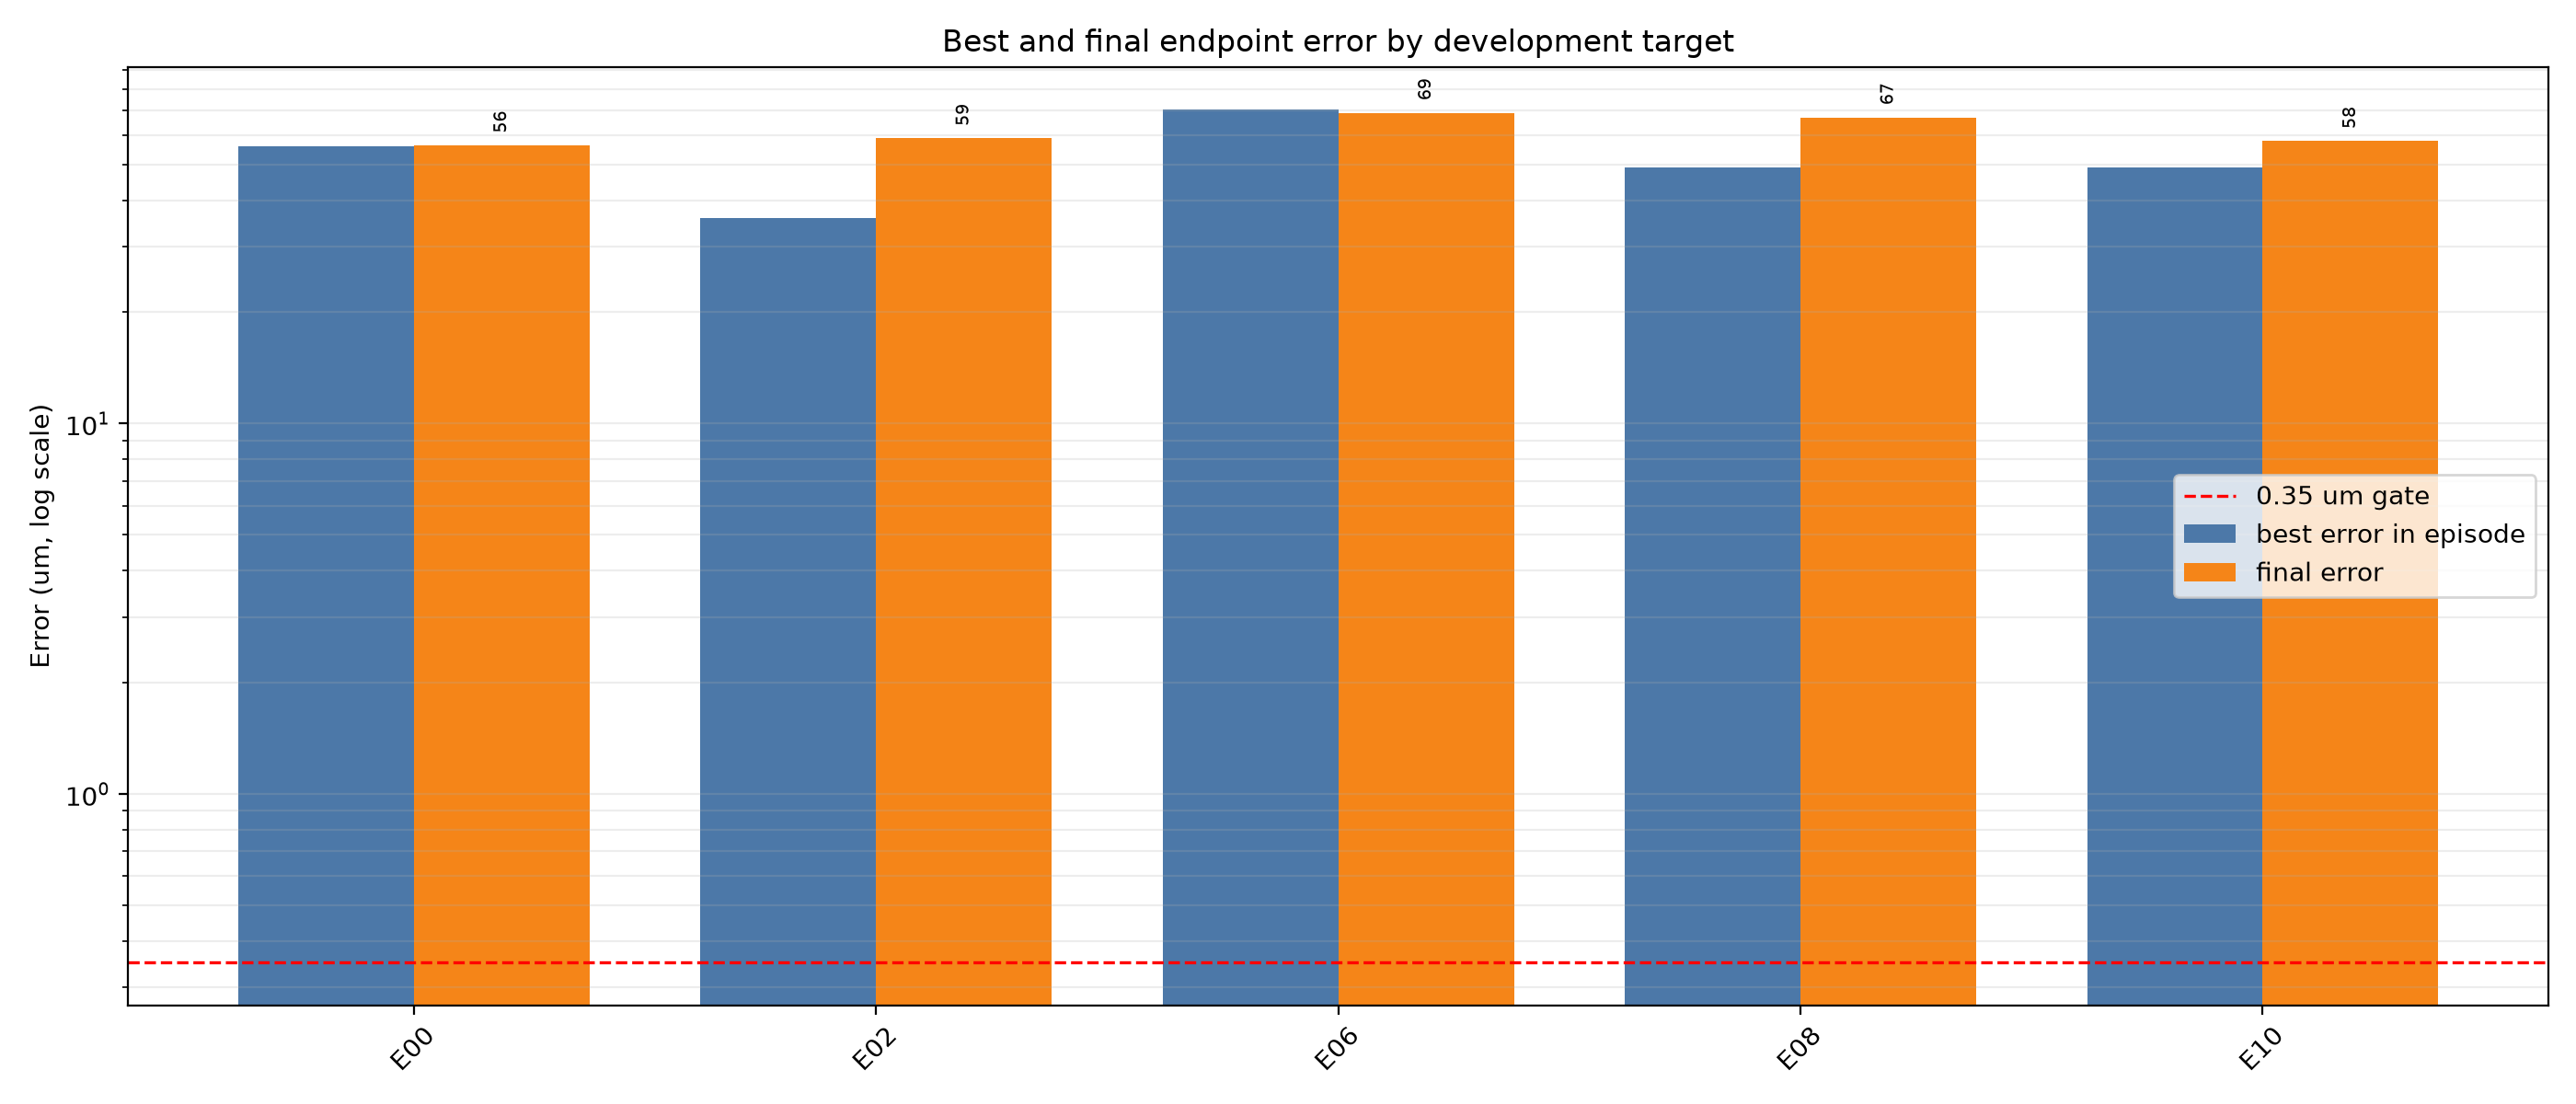 Best and final endpoint error by development target
Error (um, log scale)
10¹
10⁰
56
59
69
67
58
0.35 um gate
best error in episode
final error
E00
E02
E06
E08
E10